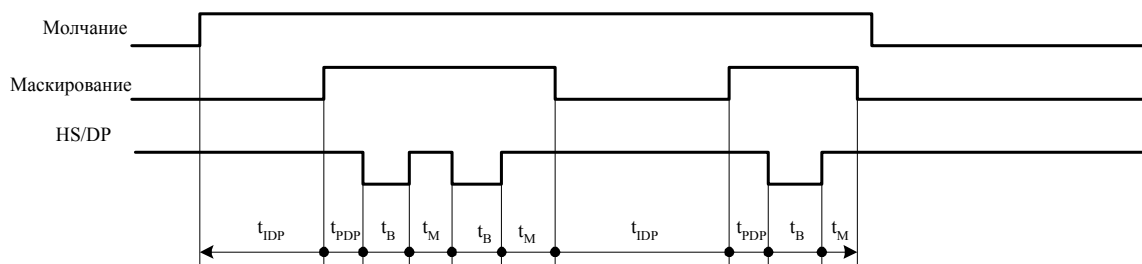 Молчание
Маскирование
HS/DP
t_IDP t_PDP t_B t_M t_B t_M t_IDP t_PDP t_B t_M